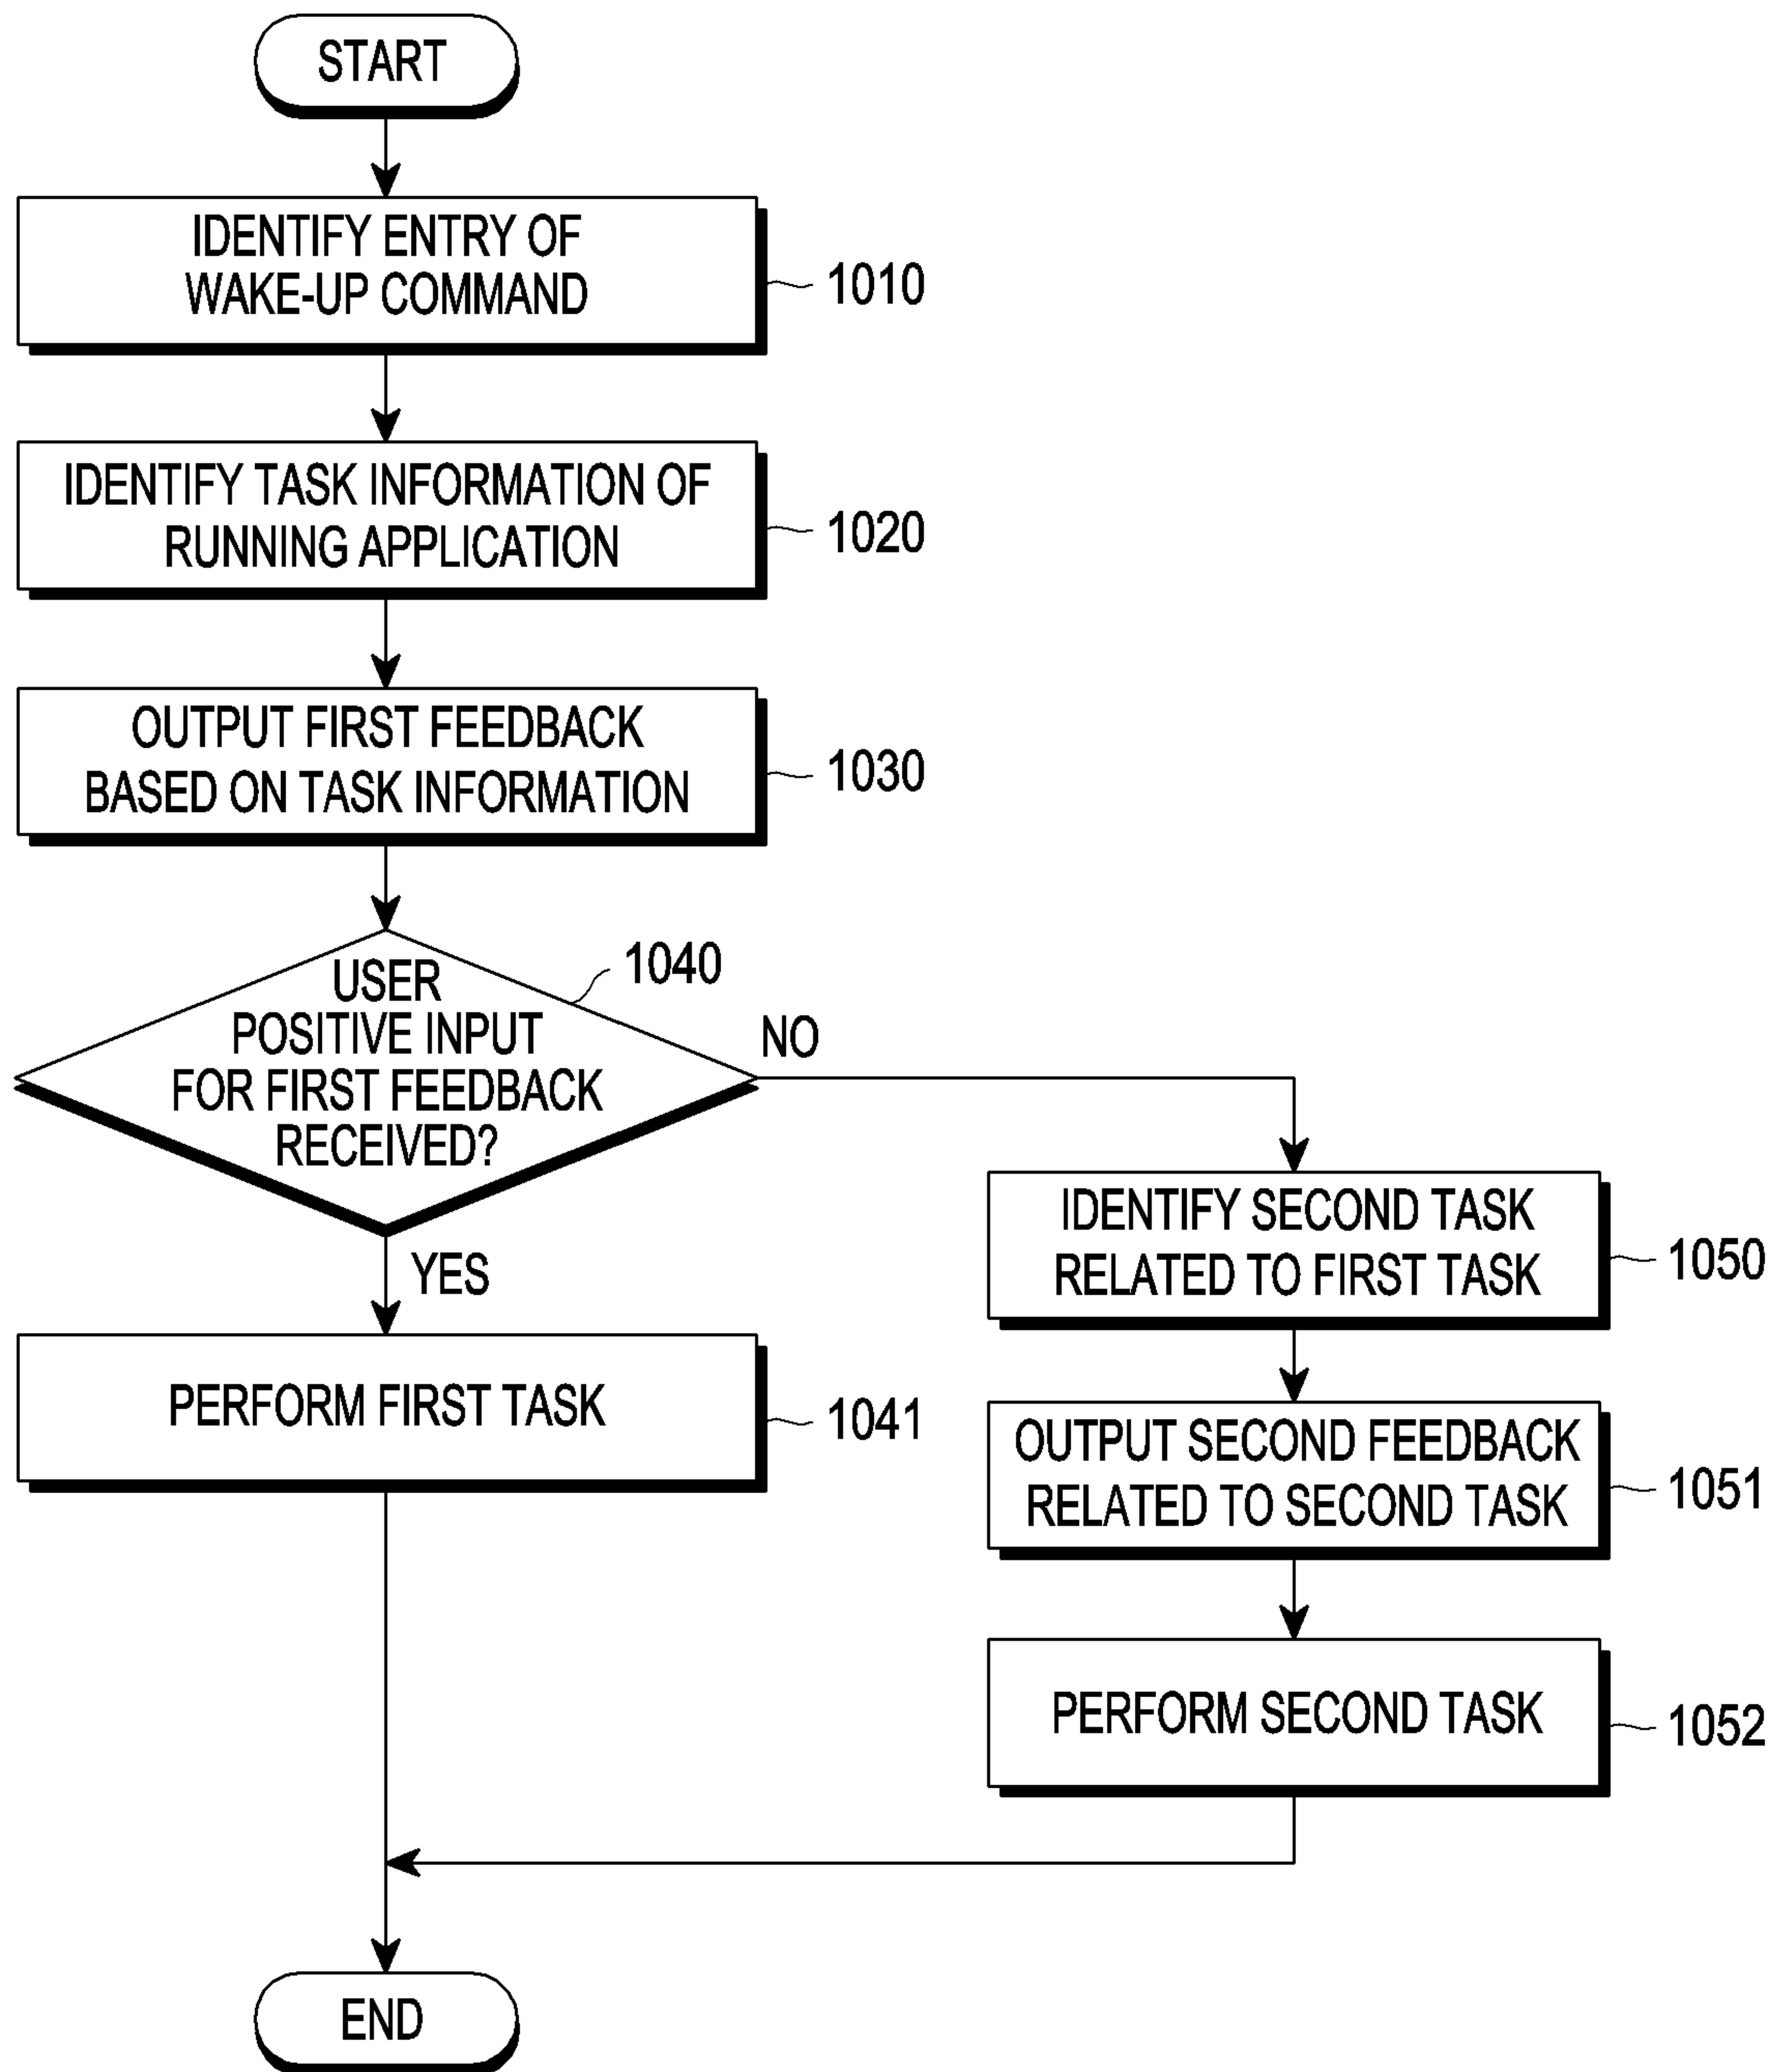 START
IDENTIFY ENTRY OF
WAKE-UP COMMAND
1010
IDENTIFY TASK INFORMATION OF
RUNNING APPLICATION
1020
OUTPUT FIRST FEEDBACK
BASED ON TASK INFORMATION
1030
USER
POSITIVE INPUT
FOR FIRST FEEDBACK
RECEIVED?
1040
NO
YES
PERFORM FIRST TASK
1041
IDENTIFY SECOND TASK
RELATED TO FIRST TASK
1050
OUTPUT SECOND FEEDBACK
RELATED TO SECOND TASK
1051
PERFORM SECOND TASK
1052
END